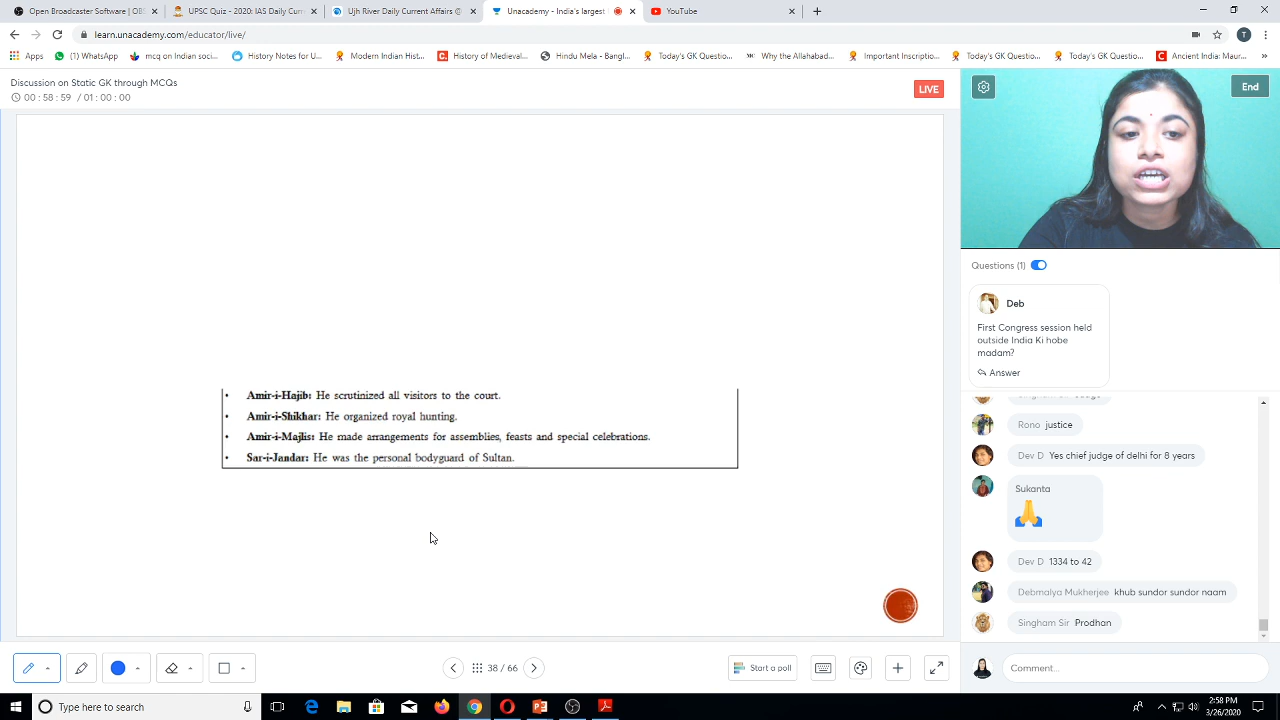 Open Broadcaster Software | OBS
UPSC Quiz - 2020: IAS Daily Curr
Ujh River Daily Current Affairs @
Unacademy - India's largest
YouTube
learn.unacademy.com/educator/live/
T
Apps
(1) WhatsApp
mcq on Indian soci...
History Notes for U...
Modern Indian Hist...
History of Medieval...
Hindu Mela - Bangl...
Today's GK Questio...
Why the Allahabad...
Important Inscriptio...
Today's GK Questio...
Today's GK Questio...
Ancient India: Maur...
Discussion on Static GK through MCQs
00 : 58 : 59 / 01 : 00 : 00
LIVE
End
• Amir-i-Hajib: He scrutinized all visitors to the court.
• Amir-i-Shikhar: He organized royal hunting.
• Amir-i-Majlis: He made arrangements for assemblies, feasts and special celebrations.
• Sar-i-Jandar: He was the personal bodyguard of Sultan.
Questions (1)
Deb
First Congress session held
outside India Ki hobe
madam?
Answer
Rono justice
Dev D Yes chief judge of delhi for 8 years
Sukanta
Dev D 1334 to 42
Debmalya Mukherjee khub sundor sundor naam
Singham Sir Prodhan
38 / 66
Start a poll
Comment...
Type here to search
2:58 PM
3/26/2020